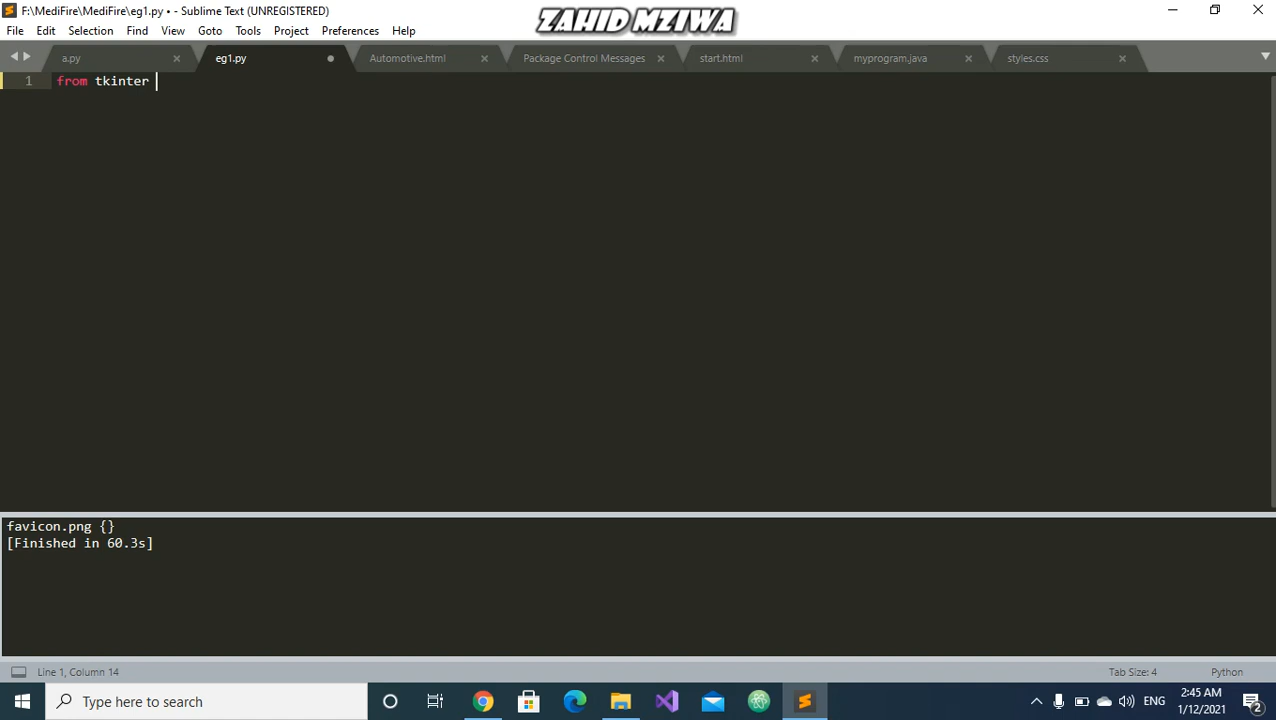 F:\MediFire\MediFire\eg1.py • - Sublime Text (UNREGISTERED)
ZAHID MZIWA
File Edit Selection Find View Goto Tools Project Preferences Help
a.py eg1.py Automotive.html Package Control Messages start.html myprogram.java styles.css
1 from tkinter
favicon.png {}
[Finished in 60.3s]
Line 1, Column 14 Tab Size: 4 Python
Type here to search
ENG
2:45 AM
1/12/2021
2